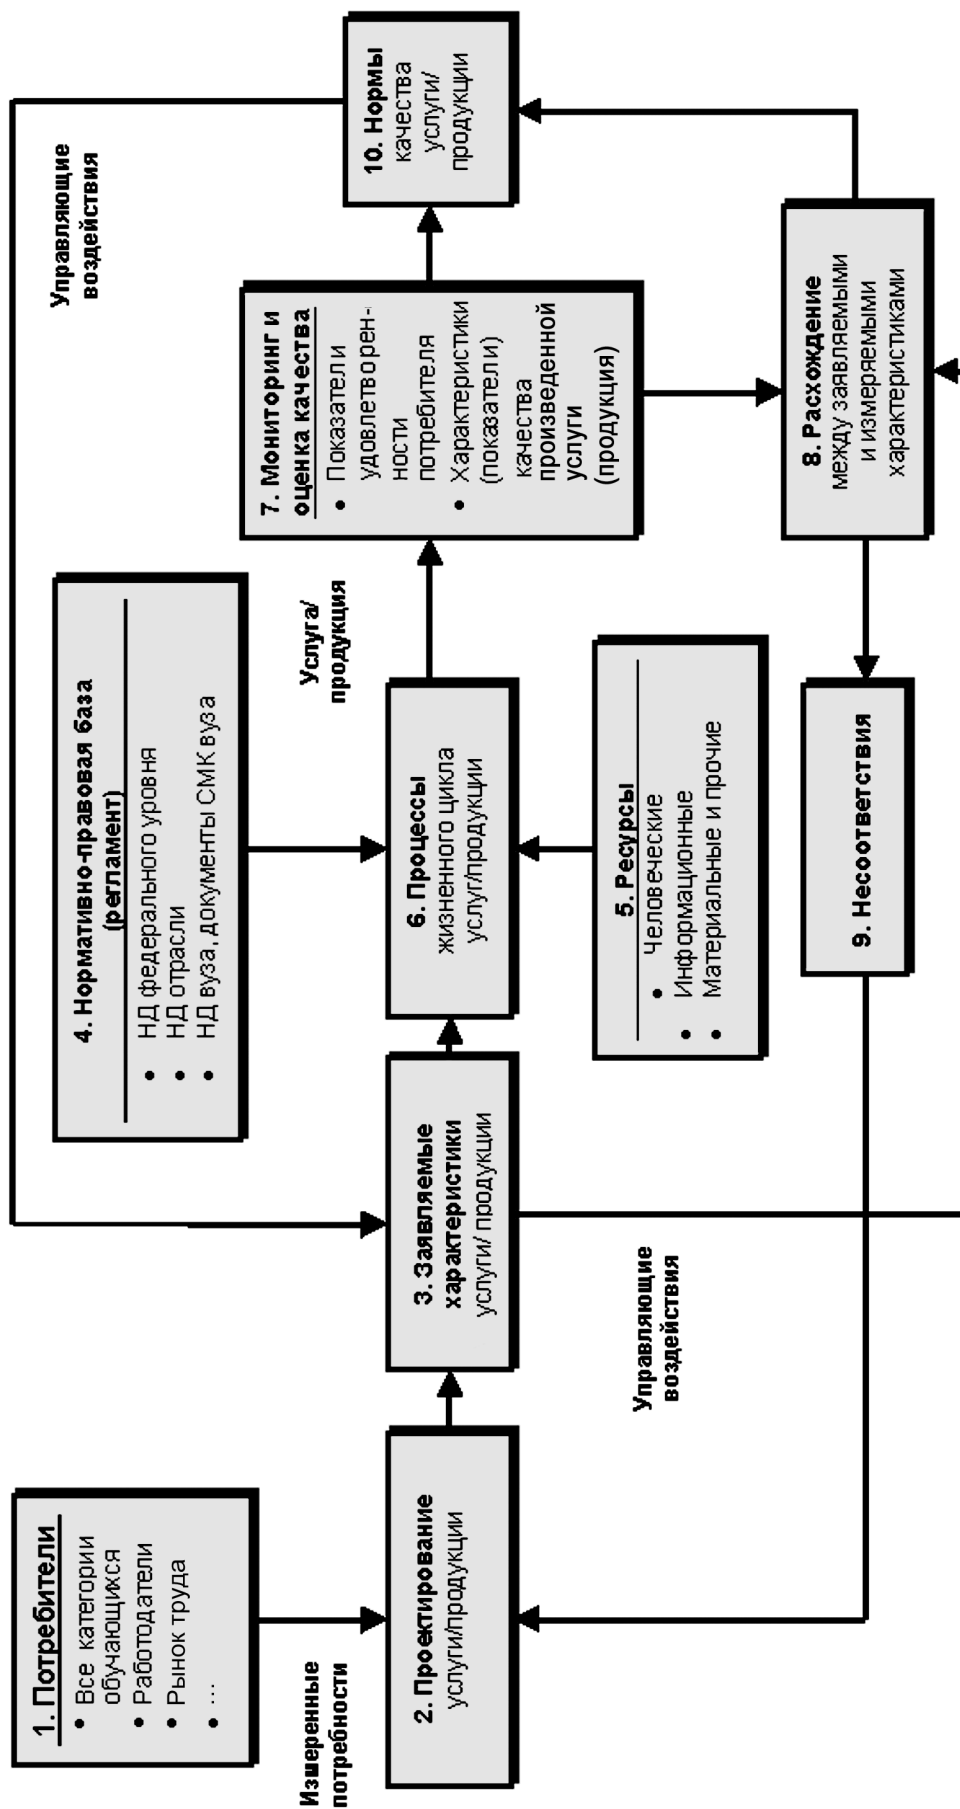 1. Потребители
• Все категории
обучающихся
• Работодатели
• Рынок труда
• ...
Измеренные
потребности
2. Проектирование
услуги/продукции
3. Заявляемые
характеристики
услуги/ продукции
4. Нормативно-правовая база
(регламент)
• НД федерального уровня
• НД отрасли
• НД вуза, документы СМК вуза
5. Ресурсы
• Человеческие
• Информационные
• Материальные и прочие
6. Процессы
жизненного цикла
услуг/продукции
Услуга/
продукция
7. Мониторинг и
оценка качества
• Показатели
удовлетворен-
ности
потребителя
• Характеристики
(показатели)
качества
произведенной
услуги
(продукция)
8. Расхождение
между заявляемыми
и измеряемыми
характеристиками
9. Несоответствия
10. Нормы
качества
услуги/
продукции
Управляющие
воздействия
Управляющие
воздействия